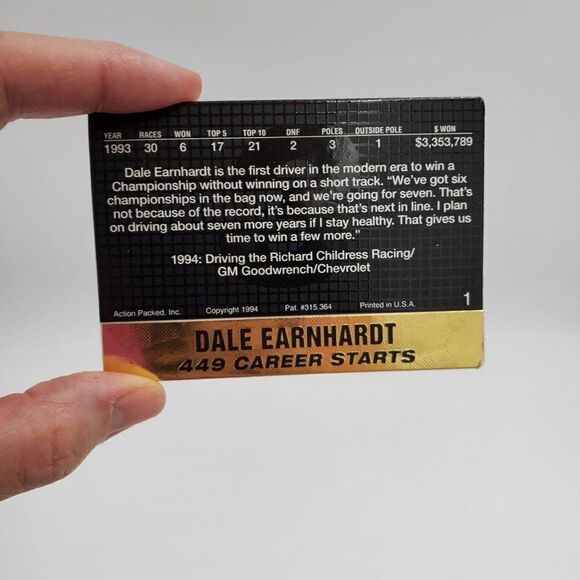 YEAR RACES WON TOP 5 TOP 10 DNF POLES OUTSIDE POLE $ WON
1993 30 6 17 21 2 3 1 $3,353,789
Dale Earnhardt is the first driver in the modern era to win a
Championship without winning on a short track. "We've got six
championships in the bag now, and we're going for seven. That's
not because of the record, it's because that's next in line. I plan
on driving about seven more years if I stay healthy. That gives us
time to win a few more."
1994: Driving the Richard Childress Racing/
GM Goodwrench/Chevrolet
Action Packed, Inc. Copyright 1994 Pat. #315.364 Printed in U.S.A. 1
DALE EARNHARDT
449 CAREER STARTS